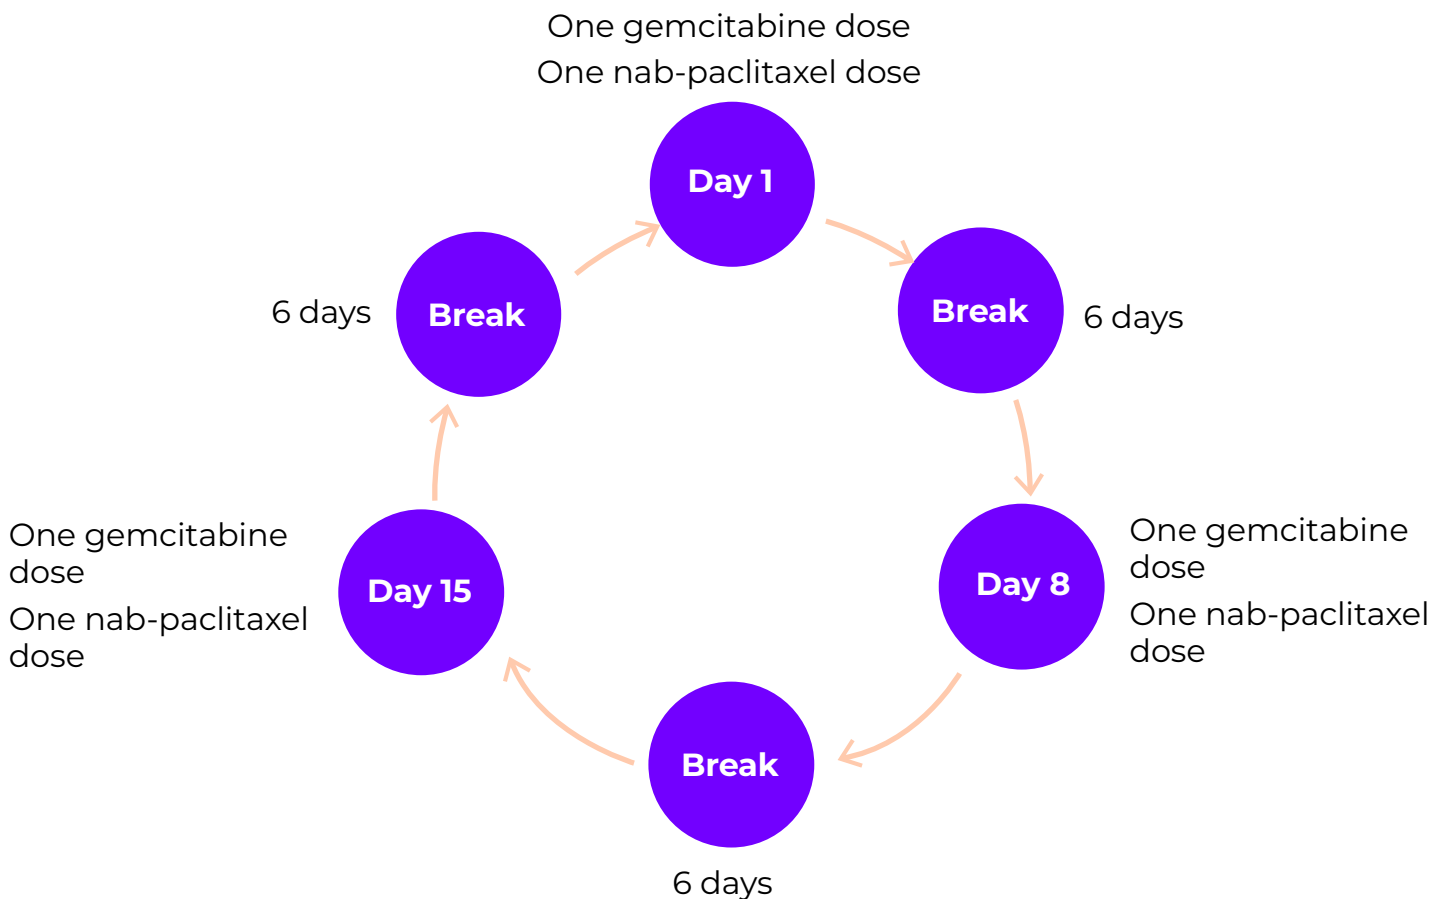 One gemcitabine dose
One nab-paclitaxel dose
Day 1
Break
6 days
Day 8
One gemcitabine
dose
One nab-paclitaxel
dose
Break
6 days
Day 15
One gemcitabine
dose
One nab-paclitaxel
dose
Break
6 days